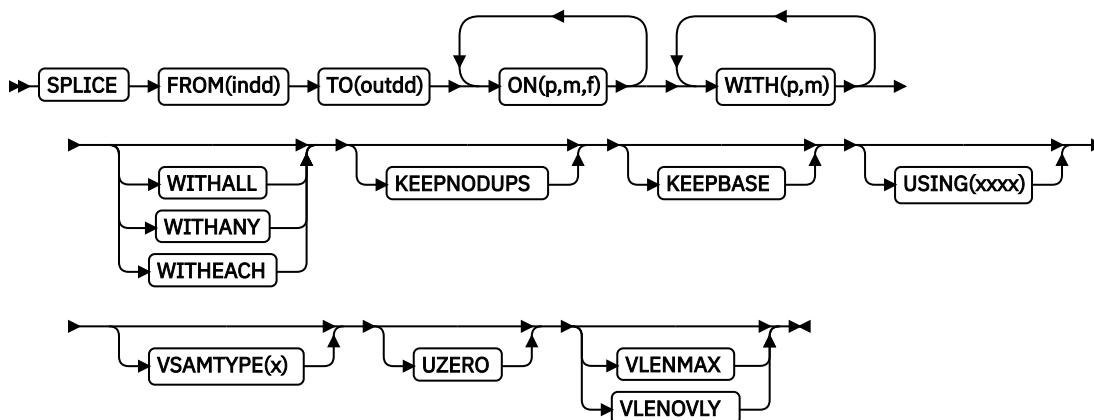 SPLICE FROM(indd) TO(outdd) ON(p,m,f) WITH(p,m)
WITHALL KEEPNODUPS KEEPBASE USING(xxxx)
WITHANY
WITHEACH
VSAMTYPE(x) UZERO VLENMAX
VLENOVLY